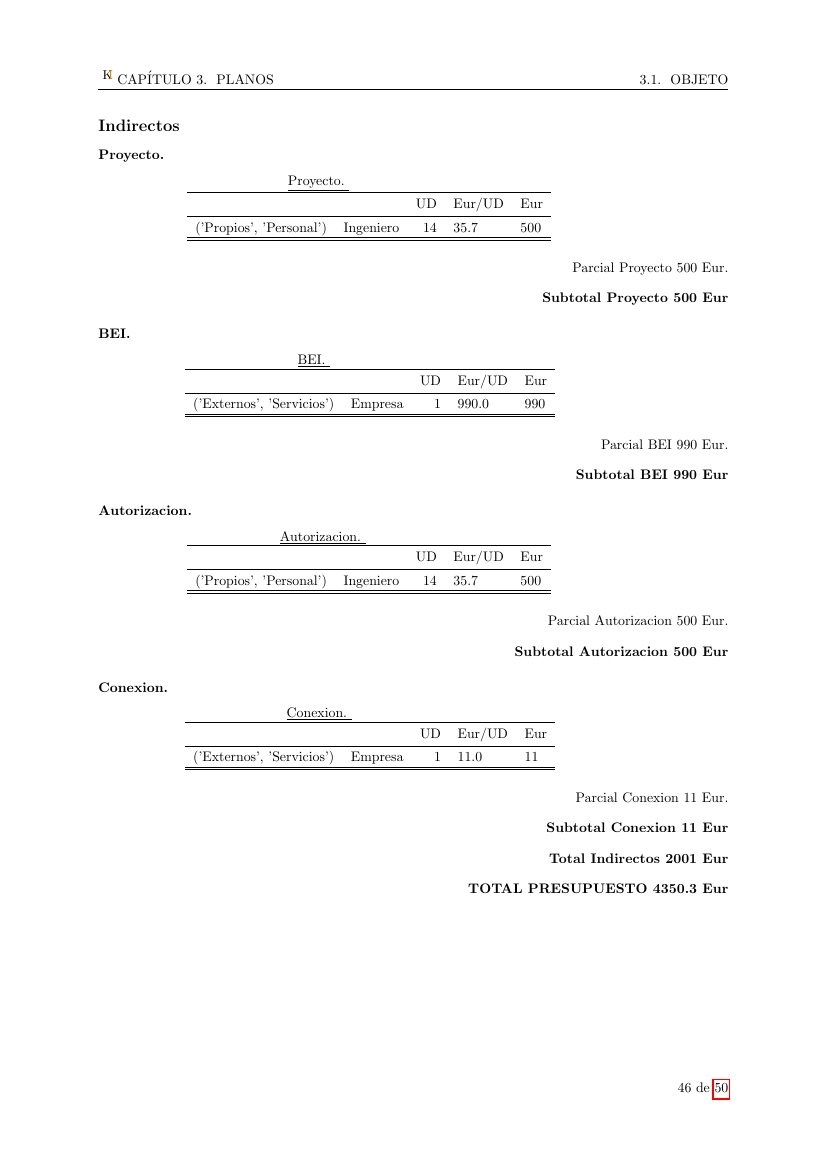 K CAPÍTULO 3. PLANOS 3.1. OBJETO
Indirectos
Proyecto.
Proyecto.
UD Eur/UD Eur
('Propios', 'Personal') Ingeniero 14 35.7 500
Parcial Proyecto 500 Eur.
Subtotal Proyecto 500 Eur
BEI.
BEI.
UD Eur/UD Eur
('Externos', 'Servicios') Empresa 1 990.0 990
Parcial BEI 990 Eur.
Subtotal BEI 990 Eur
Autorizacion.
Autorizacion.
UD Eur/UD Eur
('Propios', 'Personal') Ingeniero 14 35.7 500
Parcial Autorizacion 500 Eur.
Subtotal Autorizacion 500 Eur
Conexion.
Conexion.
UD Eur/UD Eur
('Externos', 'Servicios') Empresa 1 11.0 11
Parcial Conexion 11 Eur.
Subtotal Conexion 11 Eur
Total Indirectos 2001 Eur
TOTAL PRESUPUESTO 4350.3 Eur
46 de 50